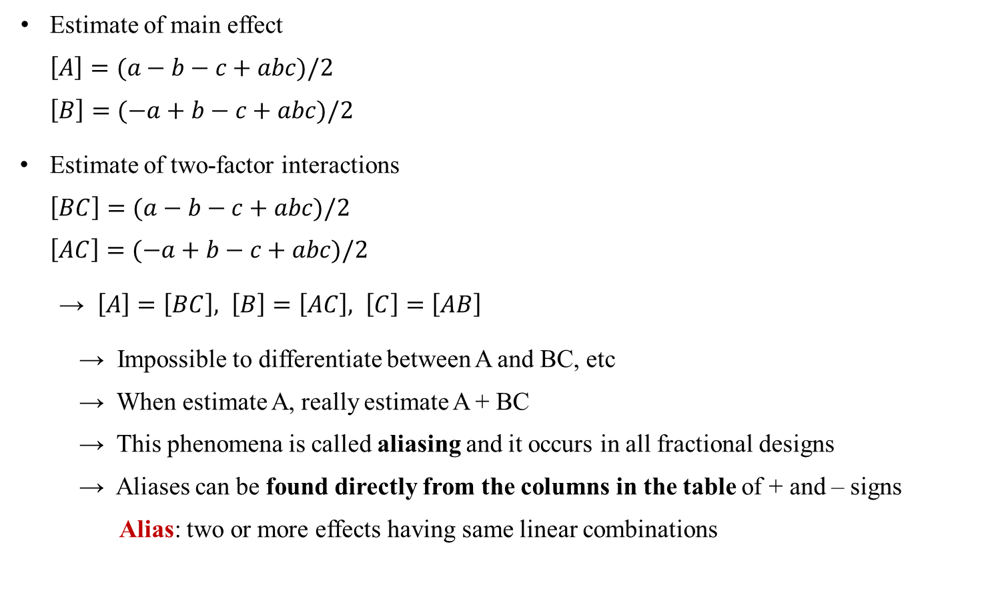 • Estimate of main effect
[A] = (a − b − c + abc)/2
[B] = (−a + b − c + abc)/2
• Estimate of two-factor interactions
[BC] = (a − b − c + abc)/2
[AC] = (−a + b − c + abc)/2
→ [A] = [BC], [B] = [AC], [C] = [AB]
→ Impossible to differentiate between A and BC, etc
→ When estimate A, really estimate A + BC
→ This phenomena is called aliasing and it occurs in all fractional designs
→ Aliases can be found directly from the columns in the table of + and – signs
Alias: two or more effects having same linear combinations